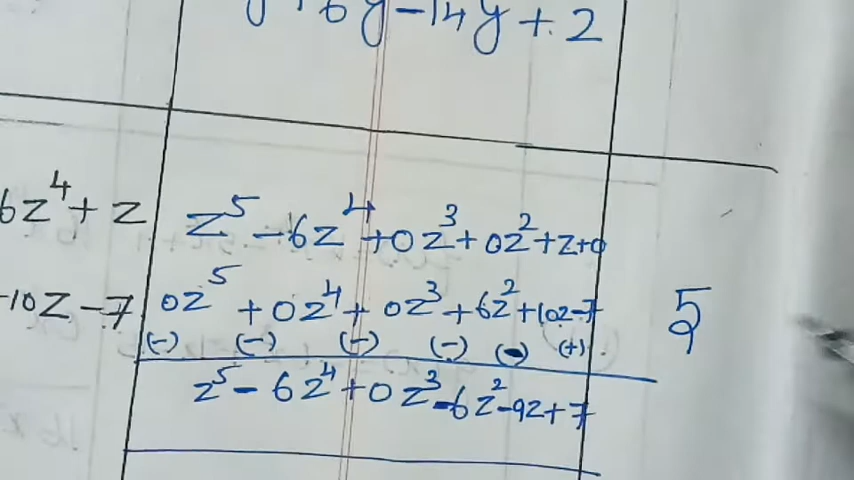 + 6y - 14y + 2
6z⁴ + z
z⁵ - 6z⁴ + 0z³ + 0z² + z + 0
-10z - 7
0z⁵ + 0z⁴ + 0z³ + 6z² + 10z - 7
5
(-) (-) (-) (-) (-) (+)
z⁵ - 6z⁴ + 0z³ - 6z² - 9z + 7